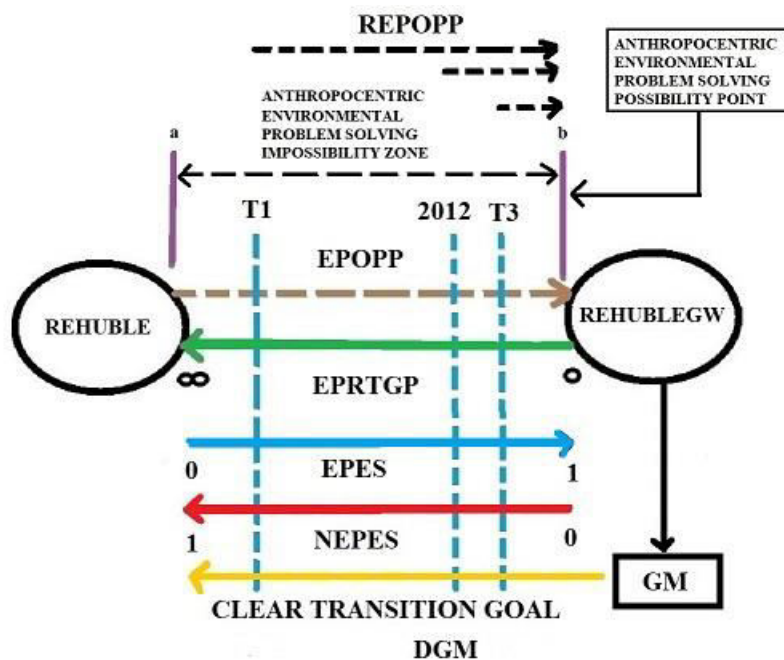 REPOPP
ANTHROPOCENTRIC
ENVIRONMENTAL
PROBLEM SOLVING
POSSIBILITY POINT
ANTHROPOCENTRIC
ENVIRONMENTAL
PROBLEM SOLVING
IMPOSSIBILITY ZONE
a
b
T1
2012
T3
EPOPP
REHUBLE
REHUBLEGW
∞
0
EPRTGP
0
EPES
1
1
NEPES
0
GM
CLEAR TRANSITION GOAL
DGM